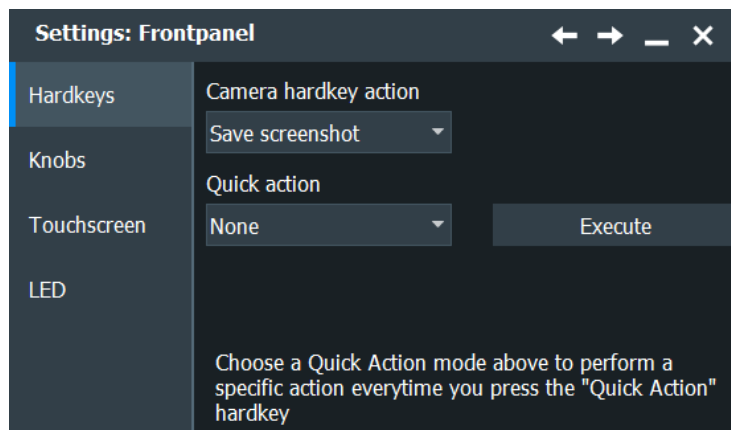 Settings: Frontpanel
Hardkeys
Knobs
Touchscreen
LED
Camera hardkey action
Save screenshot
Quick action
None
Execute
Choose a Quick Action mode above to perform a
specific action everytime you press the "Quick Action"
hardkey